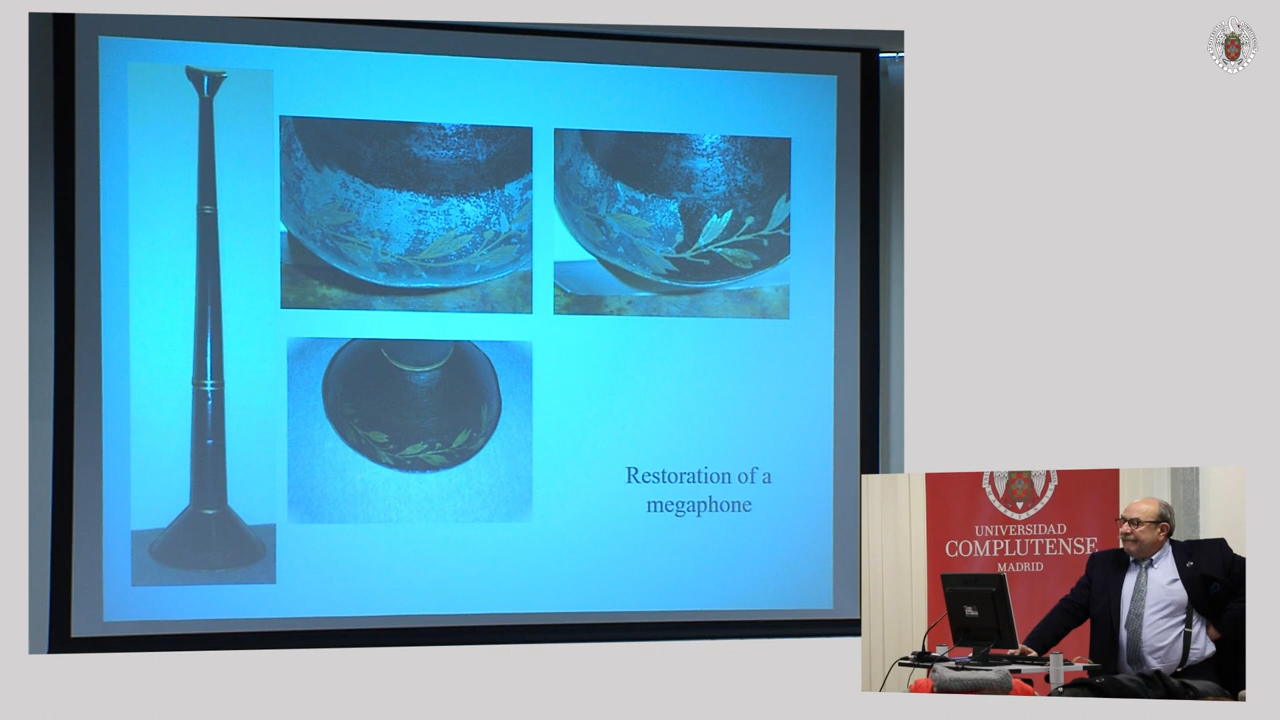 Restoration of a
megaphone
UNIVERSIDAD
COMPLUTENSE
MADRID